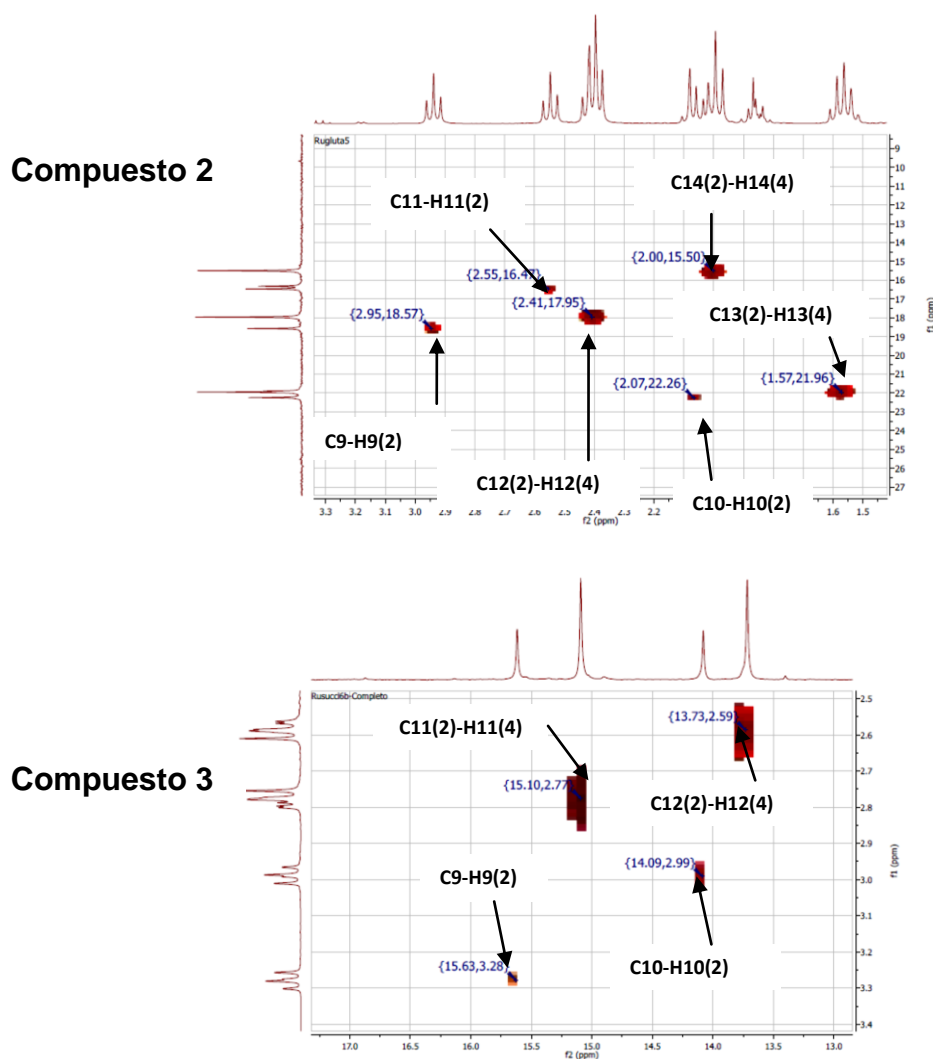 Compuesto 2
Rugluta5
C11-H11(2)
C14(2)-H14(4)
{2.00,15.50}
{2.55,16.47}
{2.41,17.95}
{2.95,18.57}
C13(2)-H13(4)
{2.07,22.26}
{1.57,21.96}
C9-H9(2)
C12(2)-H12(4)
C10-H10(2)
9
10
11
12
13
14
15
16
17
18
19
20
21
22
23
24
25
26
27
f1 (ppm)
3.3 3.2 3.1 3.0 2.9 2.8 2.7 2.6 2.5 2.4 2.3 2.2 1.6 1.5
f2 (ppm)
Compuesto 3
Rusucci6b-Completo
C11(2)-H11(4)
{13.73,2.59}
{15.10,2.77}
C12(2)-H12(4)
C9-H9(2)
{14.09,2.99}
{15.63,3.28}
C10-H10(2)
2.5
2.6
2.7
2.8
2.9
3.0
3.1
3.2
3.3
3.4
f1 (ppm)
17.0 16.5 16.0 15.5 15.0 14.5 14.0 13.5 13.0
f2 (ppm)